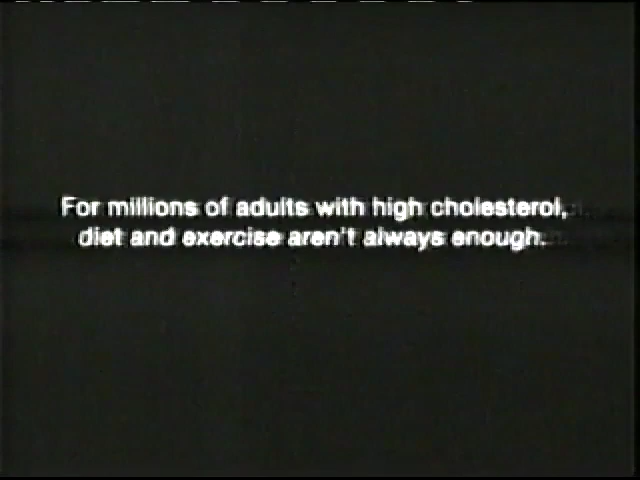 For millions of adults with high cholesterol,
diet and exercise aren't always enough.